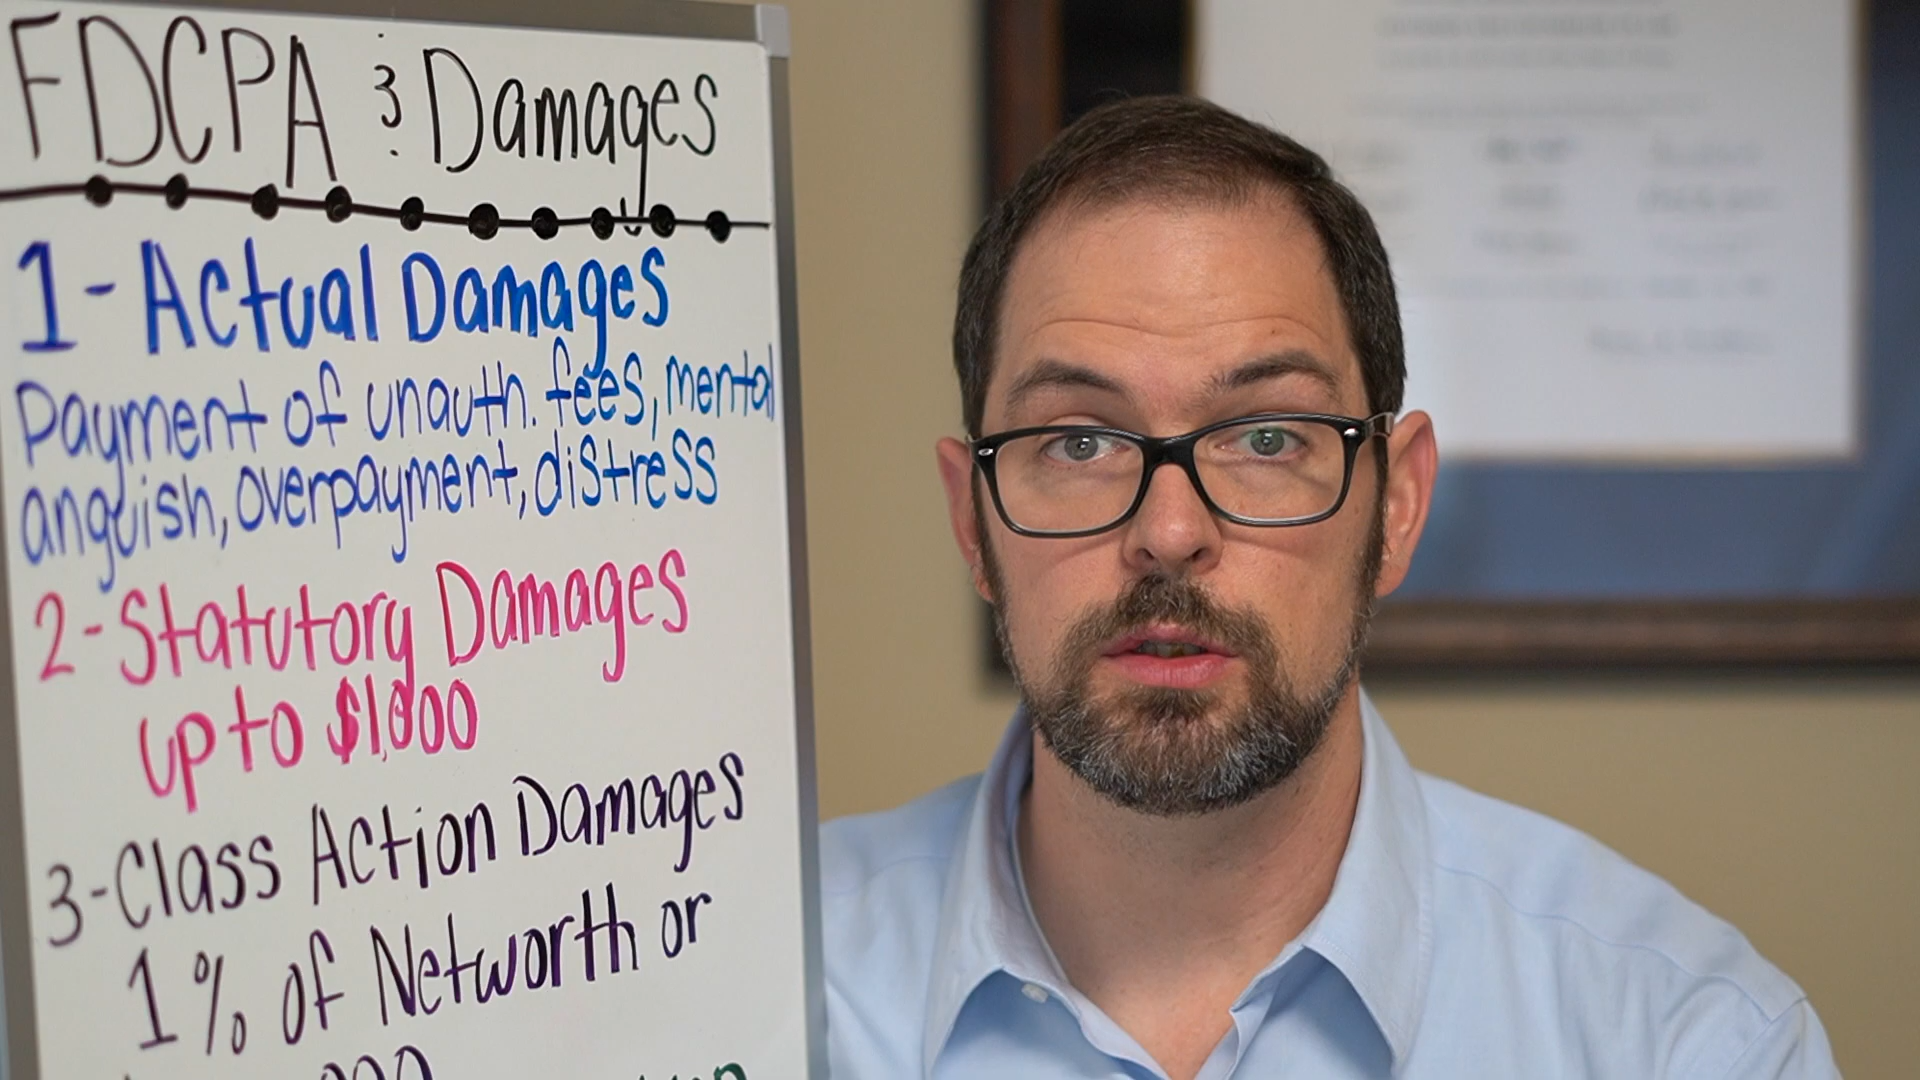 FDCPA & Damages
1-Actual Damages
Payment of unauth. fees, mental
anguish, overpayment, distress
2-Statutory Damages
up to $1,000
3-Class Action Damages
1% of Networth or